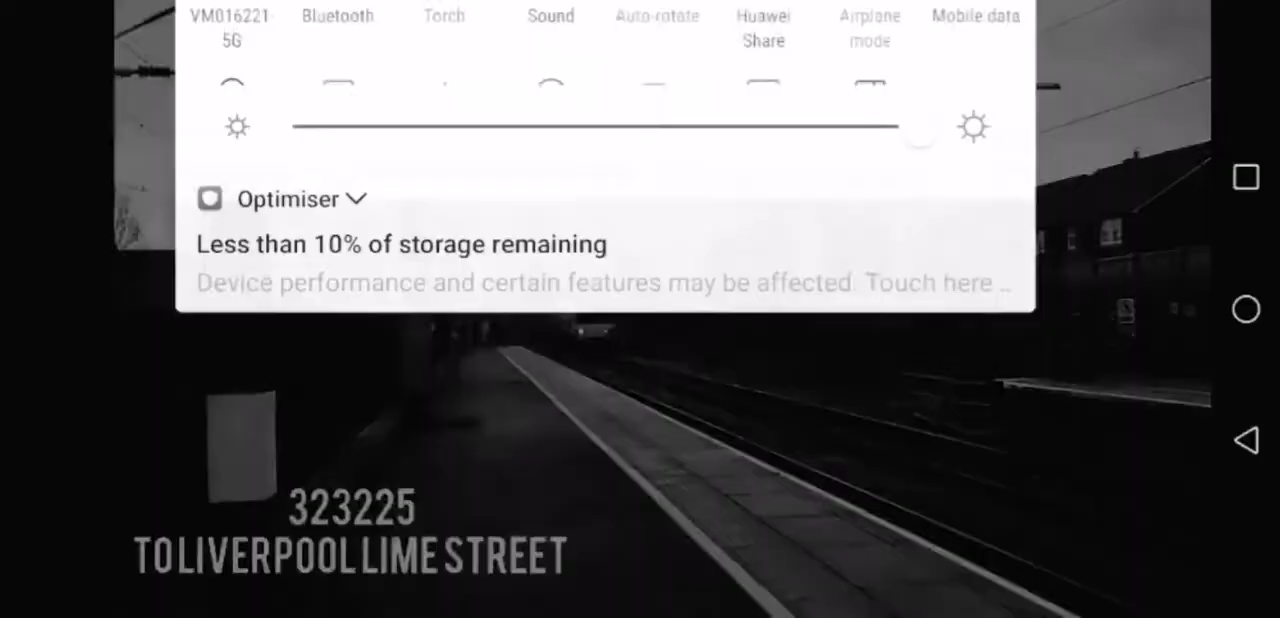 VM016221- Bluetooth Torch Sound Auto-rotate Huawei Airplane Mobile data
5G Share mode
Optimiser
Less than 10% of storage remaining
Device performance and certain features may be affected. Touch here ..
323225
TO LIVERPOOL LIME STREET